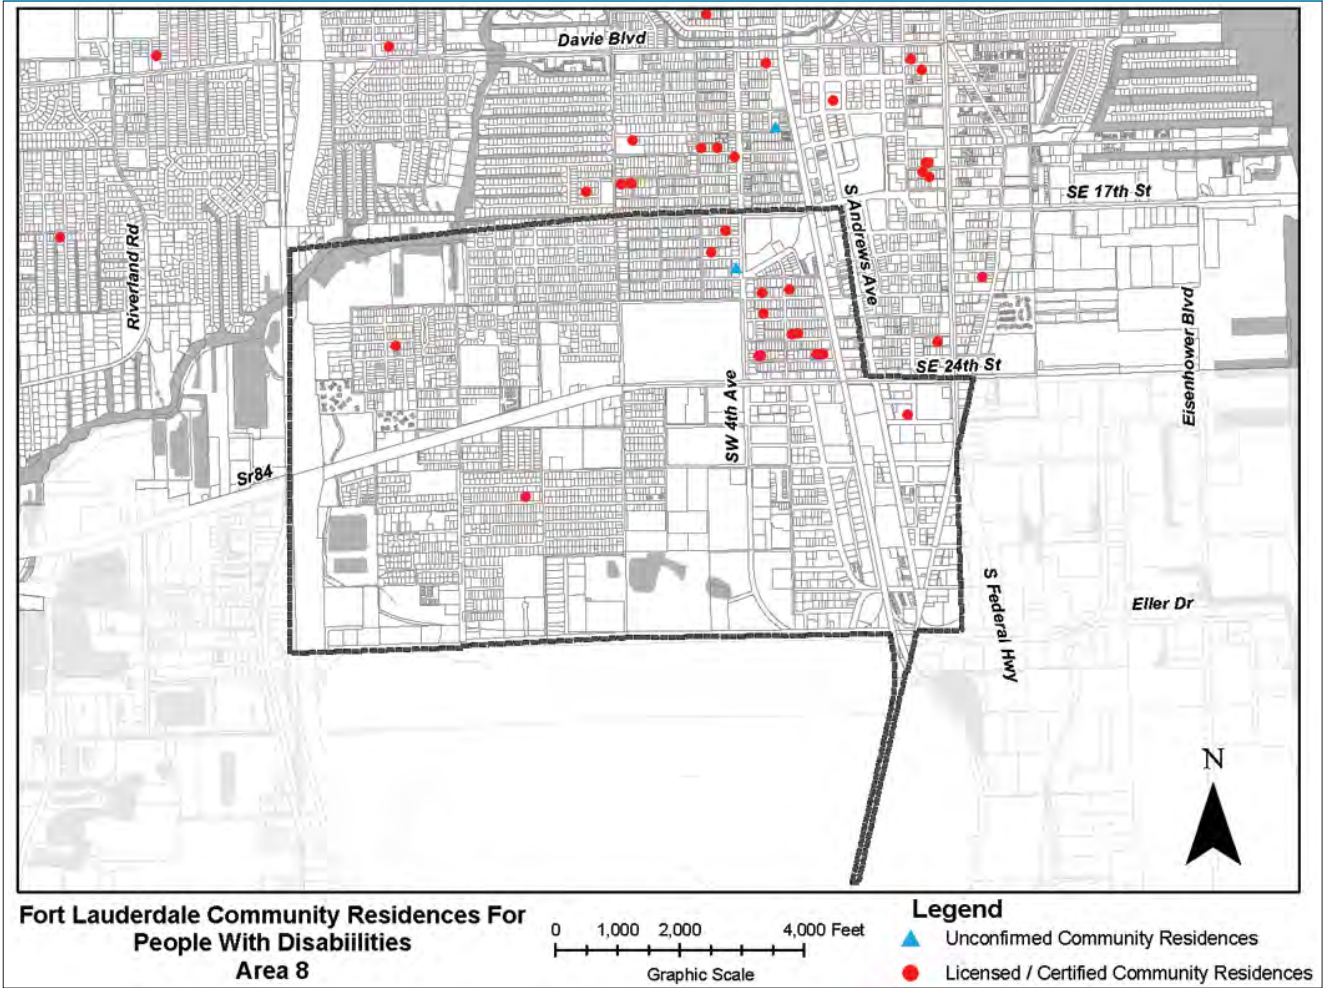 Davie Blvd
SE 17th St
S Andrews Ave
Riverland Rd
Eisenhower Blvd
SE 24th St
SW 4th Ave
Sr84
S Federal Hwy
Eller Dr
N
Fort Lauderdale Community Residences For
People With Disabiilities
Area 8
0 1,000 2,000 4,000 Feet
Graphic Scale
Legend
Unconfirmed Community Residences
Licensed / Certified Community Residences